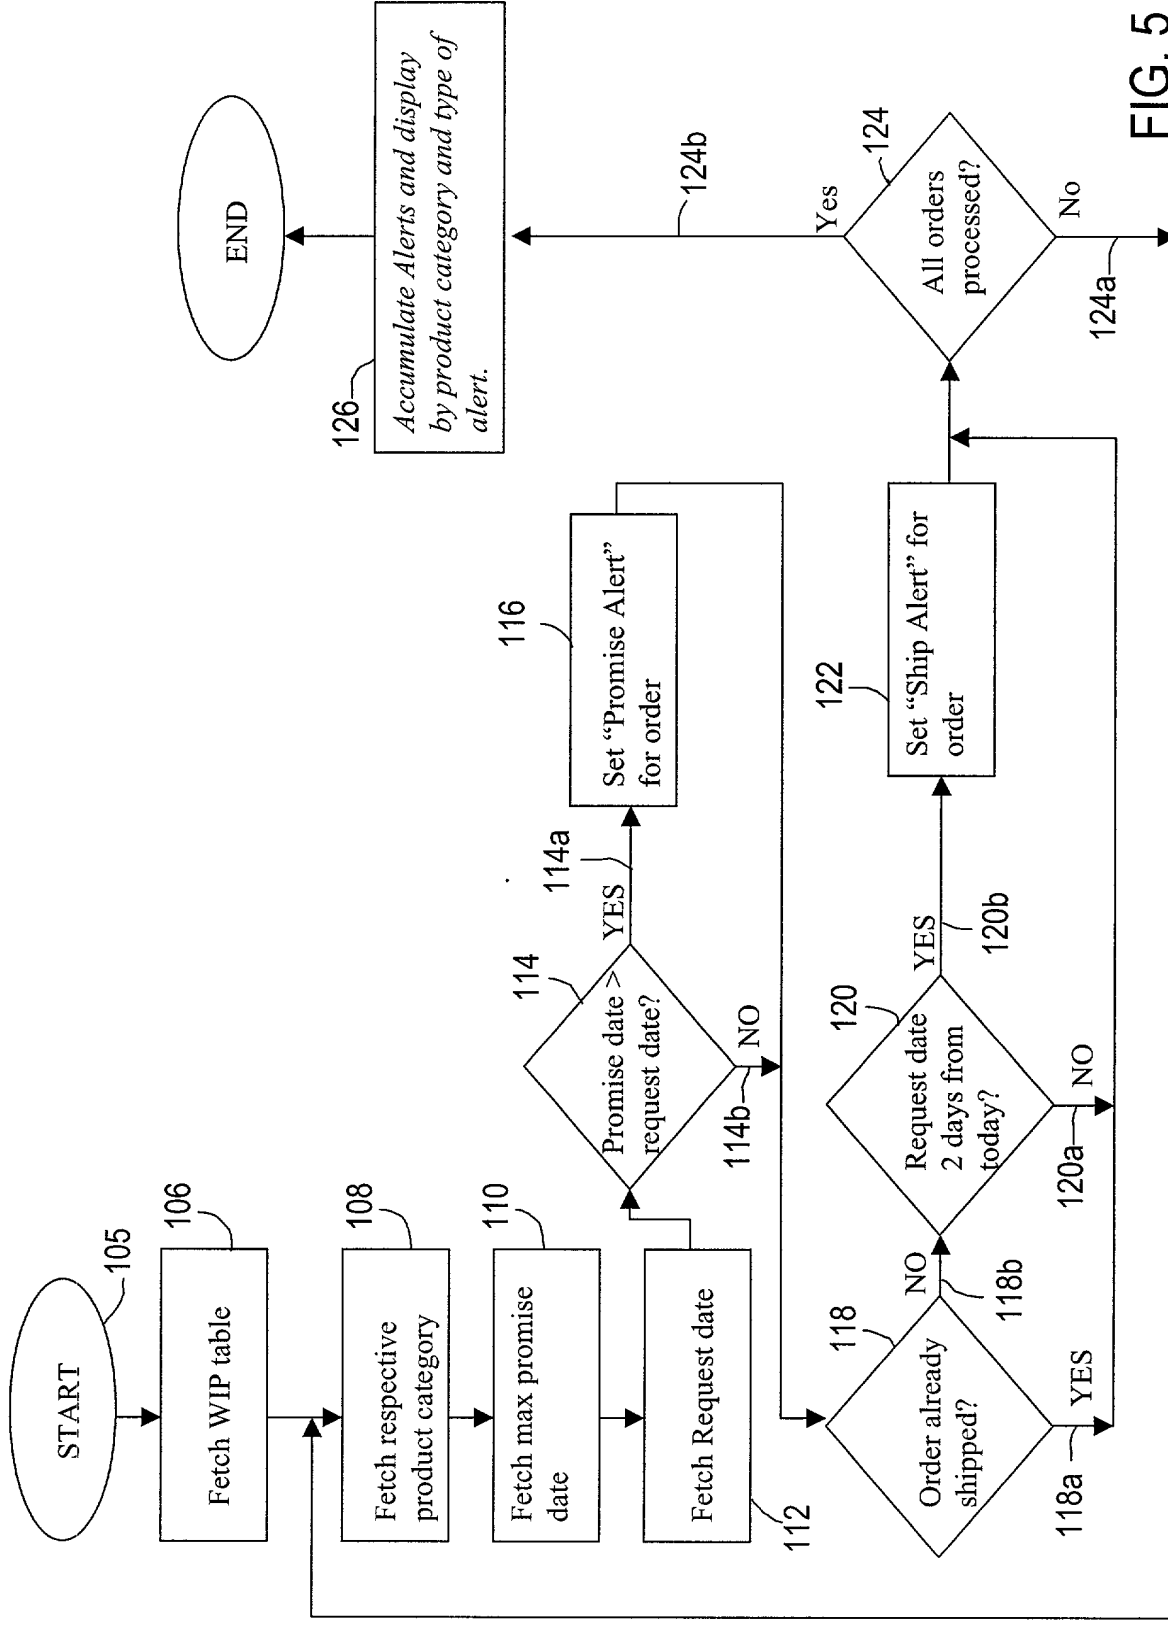 START
105
106
Fetch WIP table
108
Fetch respective
product category
110
Fetch max promise
date
Fetch Request date
112
114
Promise date >
request date?
YES
114a
NO
114b
116
Set “Promise Alert”
for order
118
Order already
shipped?
NO
118b
YES
118a
120
Request date
2 days from
today?
YES
120b
NO
120a
122
Set “Ship Alert” for
order
124
All orders
processed?
Yes
124b
No
124a
126
Accumulate Alerts and display
by product category and type of
alert.
END
FIG. 5